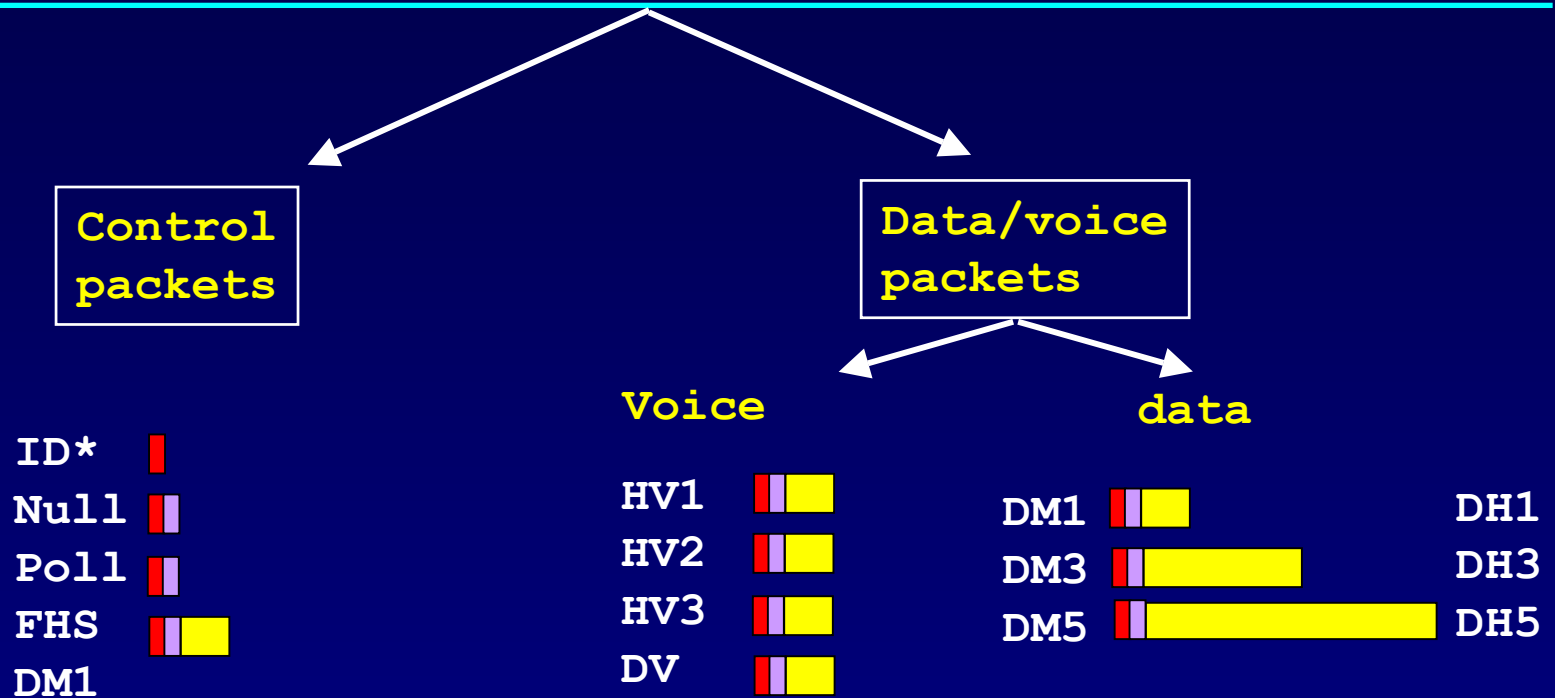 Control
packets
Data/voice
packets
Voice
data
ID*
Null
Poll
FHS
DM1
HV1
HV2
HV3
DV
DM1
DH1
DM3
DH3
DM5
DH5